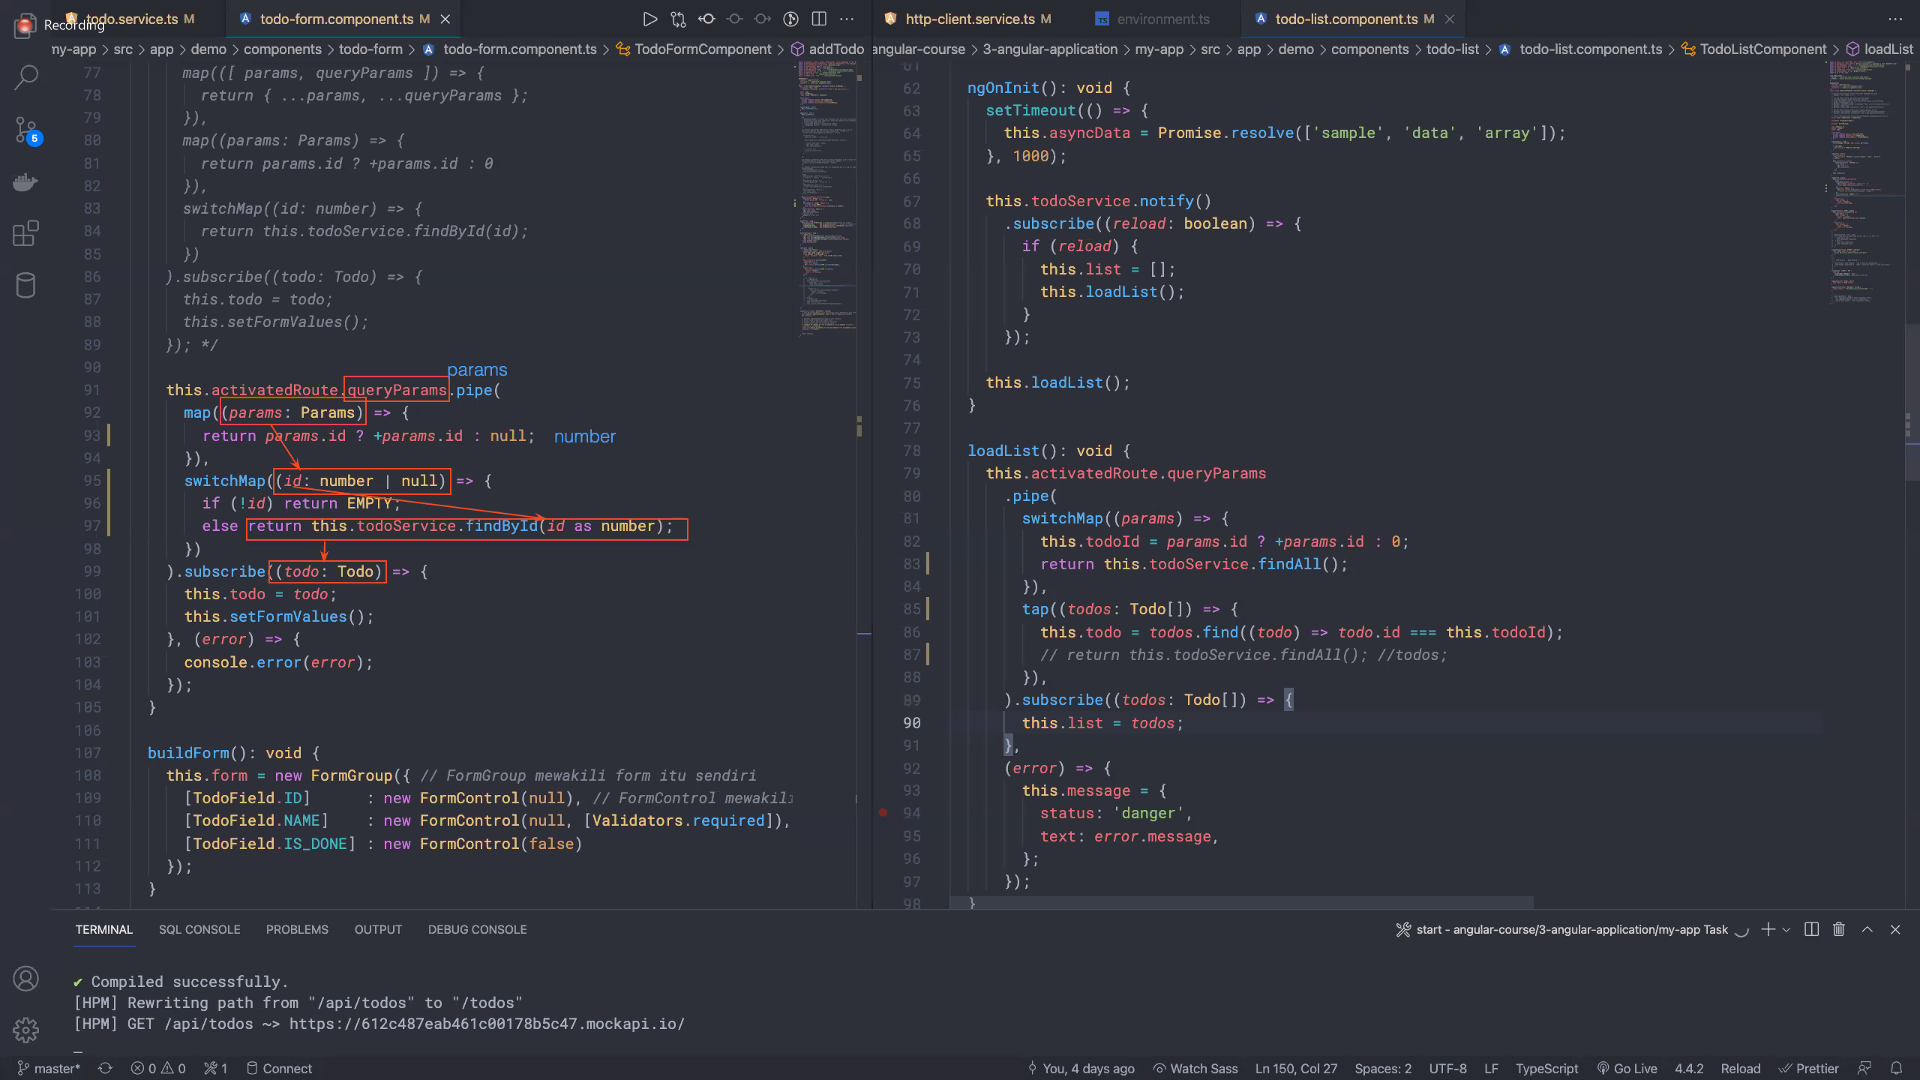 Recording
todo.service.ts M
todo-form.component.ts M
http-client.service.ts M
environment.ts
todo-list.component.ts M
my-app > src > app > demo > components > todo-form > todo-form.component.ts > TodoFormComponent > addTodo
angular-course > 3-angular-application > my-app > src > app > demo > components > todo-list > todo-list.component.ts > TodoListComponent > loadList
77 map(([ params, queryParams ]) => {
78 return { ...params, ...queryParams };
79 }),
80 map((params: Params) => {
81 return params.id ? +params.id : 0
82 }),
83 switchMap((id: number) => {
84 return this.todoService.findById(id);
85 })
86 ).subscribe((todo: Todo) => {
87 this.todo = todo;
88 this.setFormValues();
89 }); */
90
params
91 this.activatedRoute.queryParams.pipe(
92 map((params: Params) => {
93 return params.id ? +params.id : null; number
94 }),
95 switchMap((id: number | null) => {
96 if (!id) return EMPTY;
97 else return this.todoService.findById(id as number);
98 })
99 ).subscribe((todo: Todo) => {
100 this.todo = todo;
101 this.setFormValues();
102 }, (error) => {
103 console.error(error);
104 });
105 }
106
107 buildForm(): void {
108 this.form = new FormGroup({ // FormGroup mewakili form itu sendiri
109 [TodoField.ID] : new FormControl(null), // FormControl mewakili
110 [TodoField.NAME] : new FormControl(null, [Validators.required]),
111 [TodoField.IS_DONE] : new FormControl(false)
112 });
113 }
61
62 ngOnInit(): void {
63 setTimeout(() => {
64 this.asyncData = Promise.resolve(['sample', 'data', 'array']);
65 }, 1000);
66
67 this.todoService.notify()
68 .subscribe((reload: boolean) => {
69 if (reload) {
70 this.list = [];
71 this.loadList();
72 }
73 });
74
75 this.loadList();
76 }
77
78 loadList(): void {
79 this.activatedRoute.queryParams
80 .pipe(
81 switchMap((params) => {
82 this.todoId = params.id ? +params.id : 0;
83 return this.todoService.findAll();
84 }),
85 tap((todos: Todo[]) => {
86 this.todo = todos.find((todo) => todo.id === this.todoId);
87 // return this.todoService.findAll(); //todos;
88 }),
89 ).subscribe((todos: Todo[]) => {
90 this.list = todos;
91 },
92 (error) => {
93 this.message = {
94 status: 'danger',
95 text: error.message,
96 };
97 });
98 }
TERMINAL SQL CONSOLE PROBLEMS OUTPUT DEBUG CONSOLE
start - angular-course/3-angular-application/my-app Task
✔ Compiled successfully.
[HPM] Rewriting path from "/api/todos" to "/todos"
[HPM] GET /api/todos ~> https://612c487eab461c00178b5c47.mockapi.io/
5
master* 0 0 1 Connect
You, 4 days ago Watch Sass Ln 150, Col 27 Spaces: 2 UTF-8 LF TypeScript Go Live 4.4.2 Reload Prettier